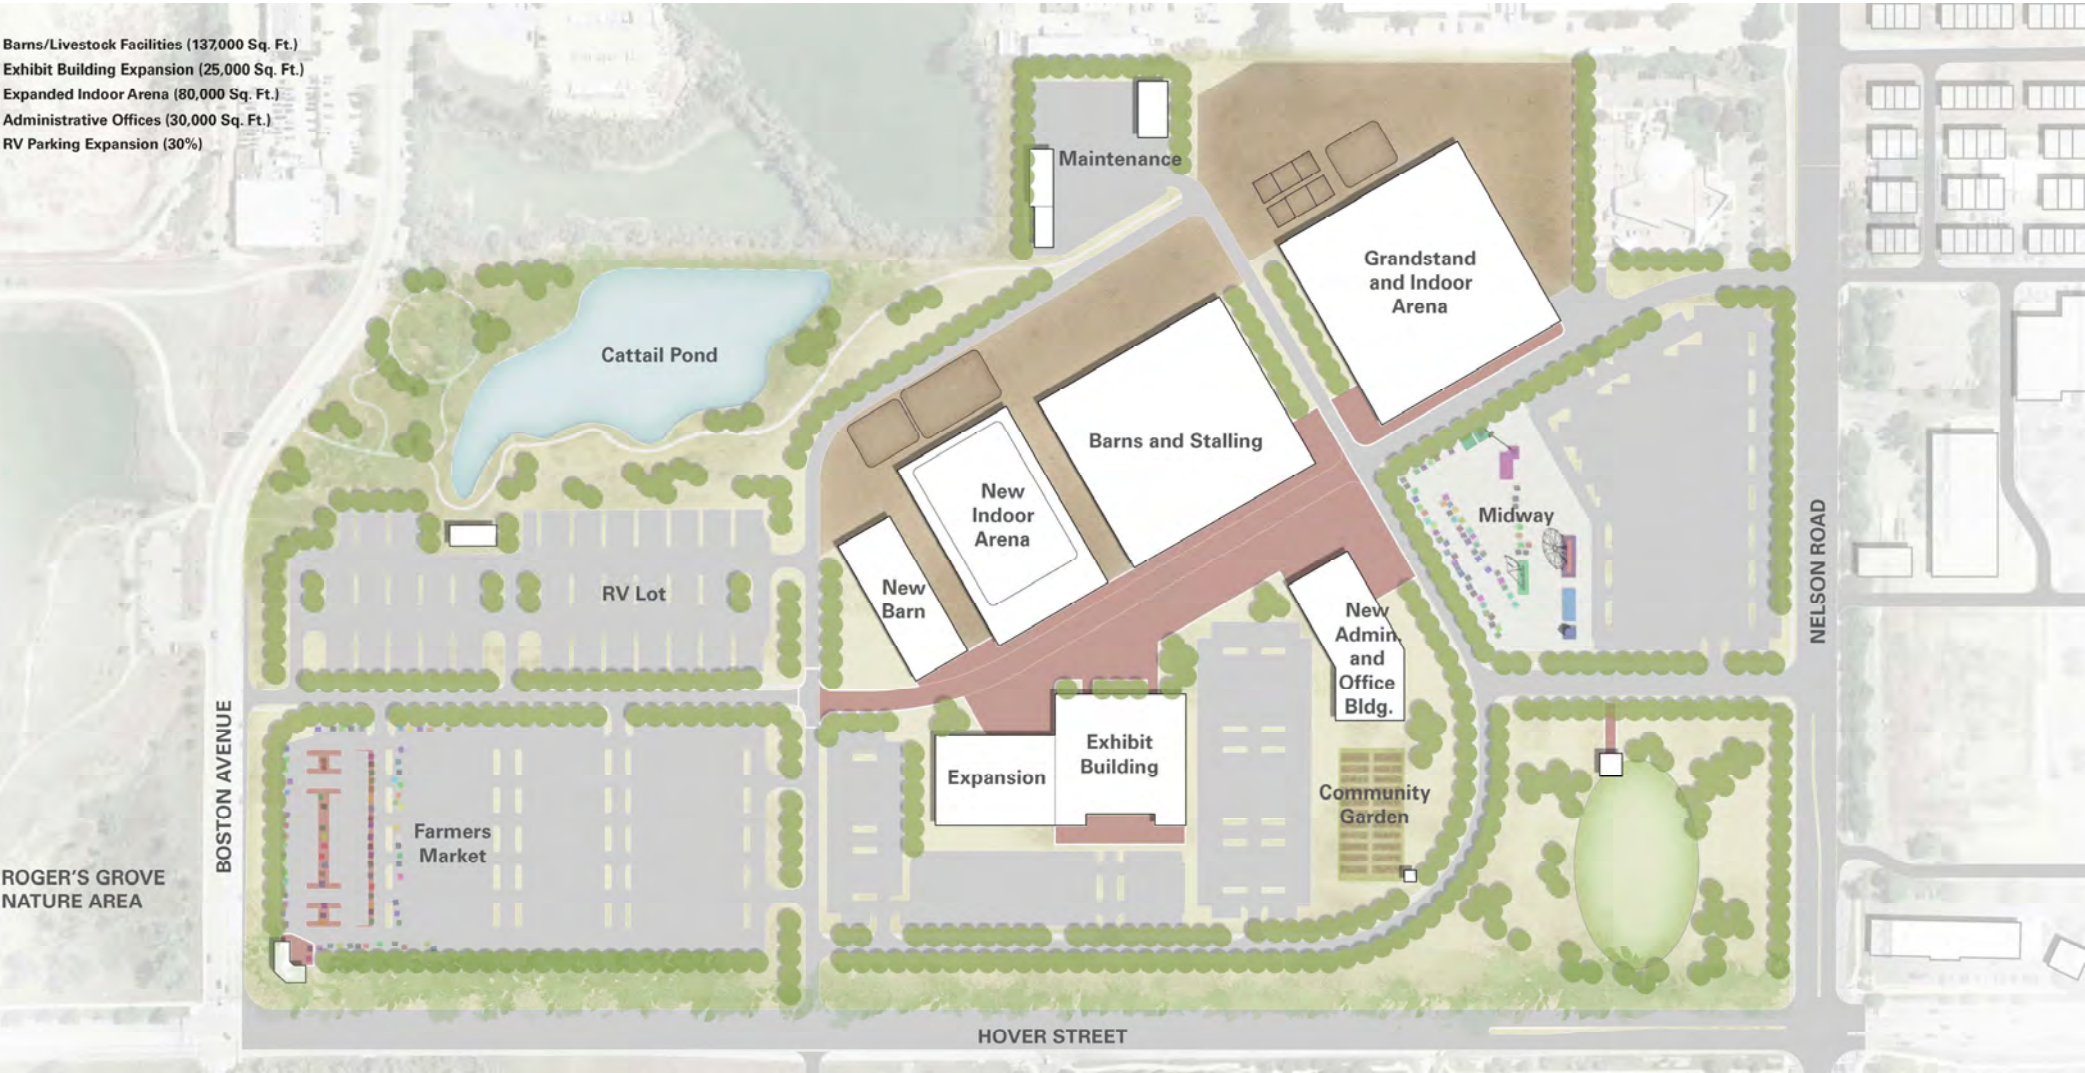 Barns/Livestock Facilities (137,000 Sq. Ft.)
Exhibit Building Expansion (25,000 Sq. Ft.)
Expanded Indoor Arena (80,000 Sq. Ft.)
Administrative Offices (30,000 Sq. Ft.)
RV Parking Expansion (30%)
Maintenance
Grandstand
and Indoor
Arena
Cattail Pond
Barns and Stalling
New
Indoor
Arena
Midway
RV Lot
New
Barn
New
Admin.
and
Office
Bldg.
NELSON ROAD
BOSTON AVENUE
Exhibit
Building
Expansion
Community
Garden
Farmers
Market
ROGER'S GROVE
NATURE AREA
HOVER STREET